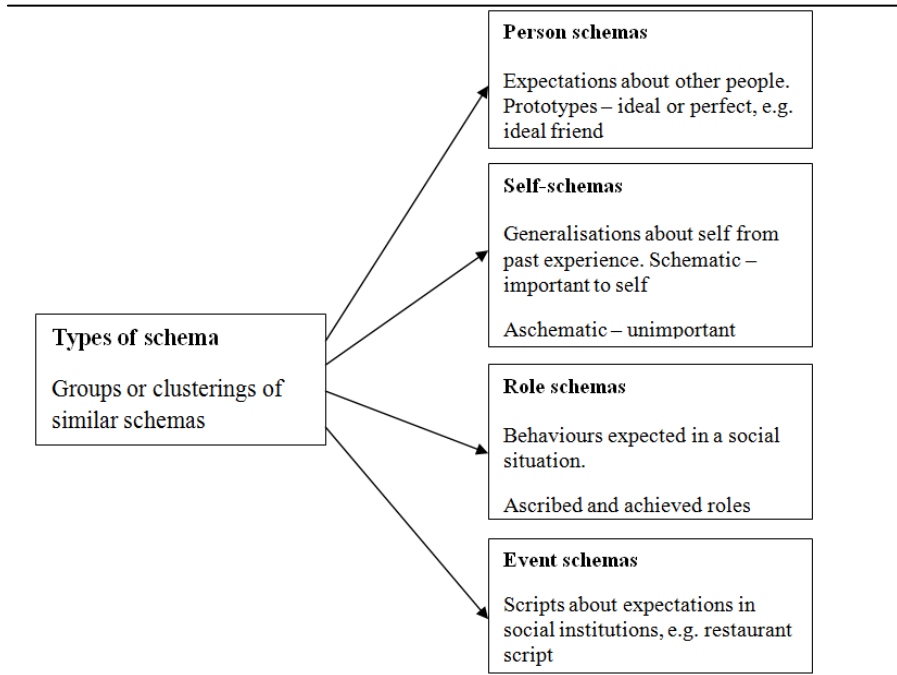 Person schemas
Expectations about other people.
Prototypes – ideal or perfect, e.g.
ideal friend
Self-schemas
Generalisations about self from
past experience. Schematic –
important to self
Aschematic – unimportant
Types of schema
Groups or clusterings of
similar schemas
Role schemas
Behaviours expected in a social
situation.
Ascribed and achieved roles
Event schemas
Scripts about expectations in
social institutions, e.g. restaurant
script